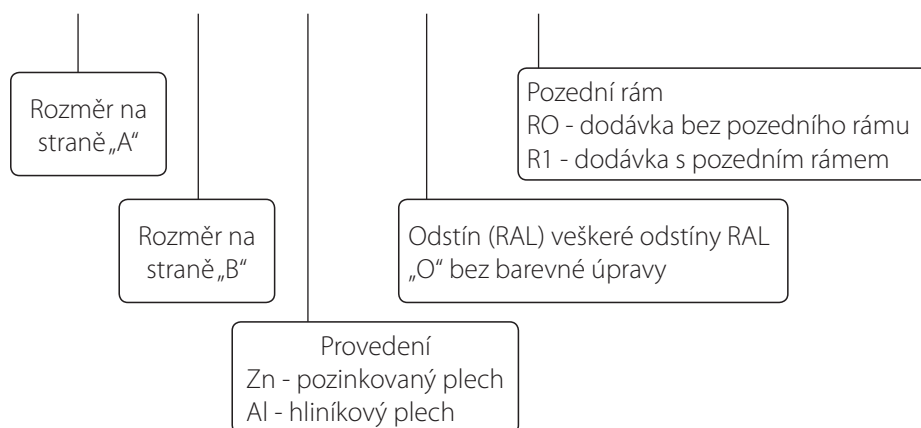 Rozměr na
straně „A“
Pozední rám
RO - dodávka bez pozedního rámu
R1 - dodávka s pozedním rámem
Rozměr na
straně „B“
Odstín (RAL) veškeré odstíny RAL
„O“ bez barevné úpravy
Provedení
Zn - pozinkovaný plech
Al - hliníkový plech